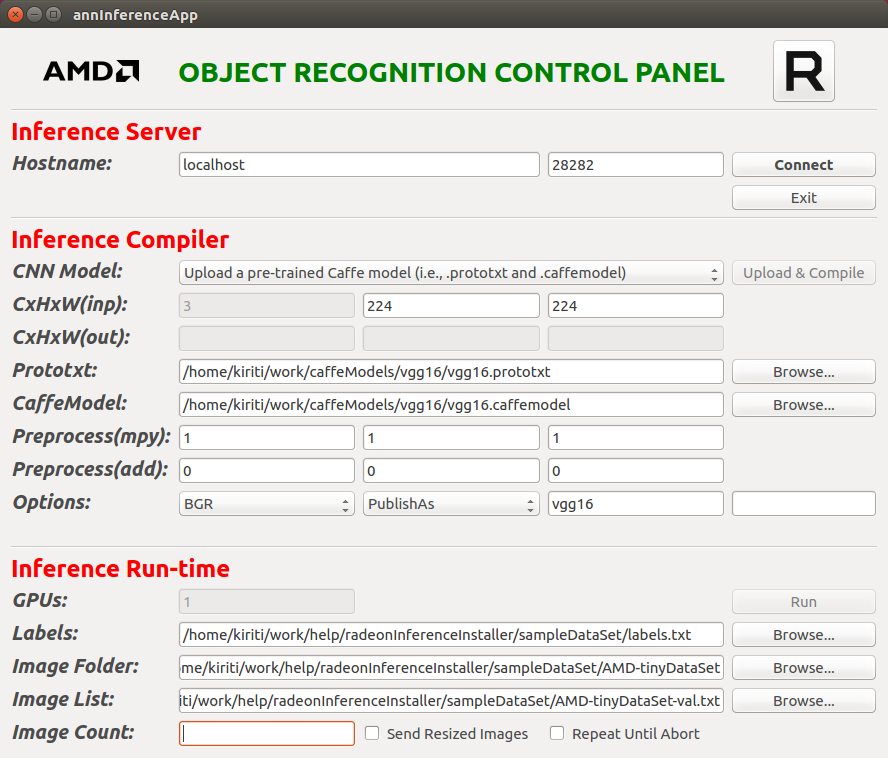 annInferenceApp
AMD OBJECT RECOGNITION CONTROL PANEL R
Inference Server
Hostname: localhost 28282 Connect
Exit
Inference Compiler
CNN Model: Upload a pre-trained Caffe model (i.e., .prototxt and .caffemodel) Upload & Compile
CxHxW(inp): 3 224 224
CxHxW(out):
Prototxt: /home/kiriti/work/caffeModels/vgg16/vgg16.prototxt Browse...
CaffeModel: /home/kiriti/work/caffeModels/vgg16/vgg16.caffemodel Browse...
Preprocess(mpy): 1 1 1
Preprocess(add): 0 0 0
Options: BGR PublishAs vgg16
Inference Run-time
GPUs: 1 Run
Labels: /home/kiriti/work/help/radeonInferenceInstaller/sampleDataSet/labels.txt Browse...
Image Folder: ome/kiriti/work/help/radeonInferenceInstaller/sampleDataSet/AMD-tinyDataSet Browse...
Image List: iti/work/help/radeonInferenceInstaller/sampleDataSet/AMD-tinyDataSet-val.txt Browse...
Image Count: Send Resized Images Repeat Until Abort